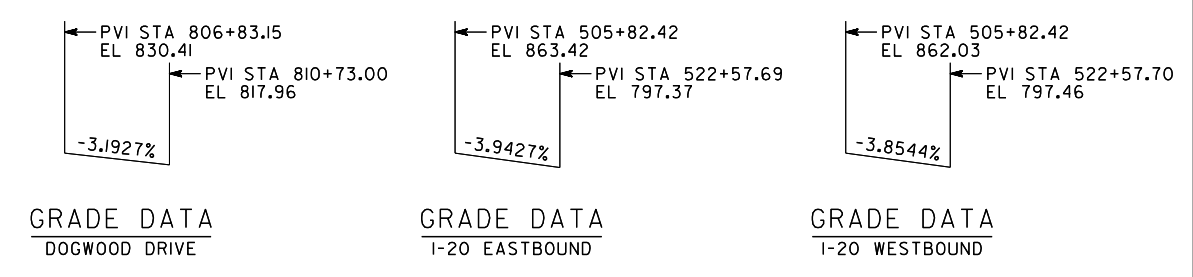 PVI STA 806+83.15
EL 830.41
PVI STA 810+73.00
EL 817.96
-3.1927%
GRADE DATA
DOGWOOD DRIVE
PVI STA 505+82.42
EL 863.42
PVI STA 522+57.69
EL 797.37
-3.9427%
GRADE DATA
I-20 EASTBOUND
PVI STA 505+82.42
EL 862.03
PVI STA 522+57.70
EL 797.46
-3.8544%
GRADE DATA
I-20 WESTBOUND